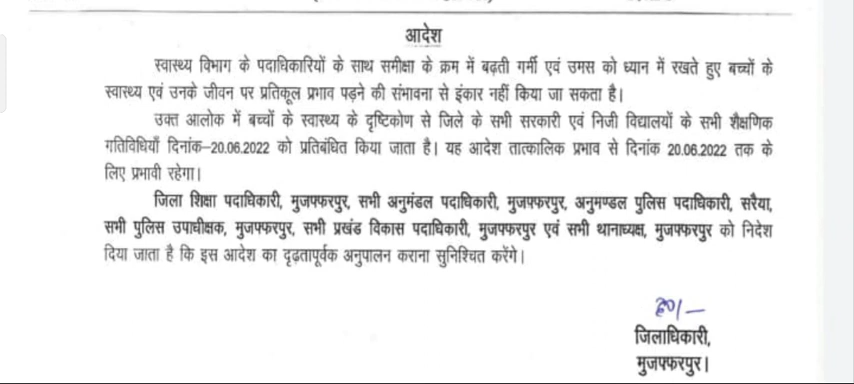 आदेश
स्वास्थ्य विभाग के पदाधिकारियों के साथ समीक्षा के क्रम में बढ़ती गर्मी एवं उमस को ध्यान में रखते हुए बच्चों के
स्वास्थ्य एवं उनके जीवन पर प्रतिकूल प्रभाव पड़ने की संभावना से इंकार नहीं किया जा सकता है।
उक्त आलोक में बच्चों के स्वास्थ्य के दृष्टिकोण से जिले के सभी सरकारी एवं निजी विद्यालयों के सभी शैक्षणिक
गतिविधियाँ दिनांक–20.06.2022 को प्रतिबंधित किया जाता है। यह आदेश तात्कालिक प्रभाव से दिनांक 20.06.2022 तक के
लिए प्रभावी रहेगा।
जिला शिक्षा पदाधिकारी, मुजफ्फरपुर, सभी अनुमंडल पदाधिकारी, मुजफ्फरपुर, अनुमण्डल पुलिस पदाधिकारी, सरैया,
सभी पुलिस उपाधीक्षक, मुजफ्फरपुर, सभी प्रखंड विकास पदाधिकारी, मुजफ्फरपुर एवं सभी थानाध्यक्ष, मुजफ्फरपुर को निदेश
दिया जाता है कि इस आदेश का दृढ़तापूर्वक अनुपालन कराना सुनिश्चित करेंगे।
ह0/–
जिलाधिकारी,
मुजफ्फरपुर।